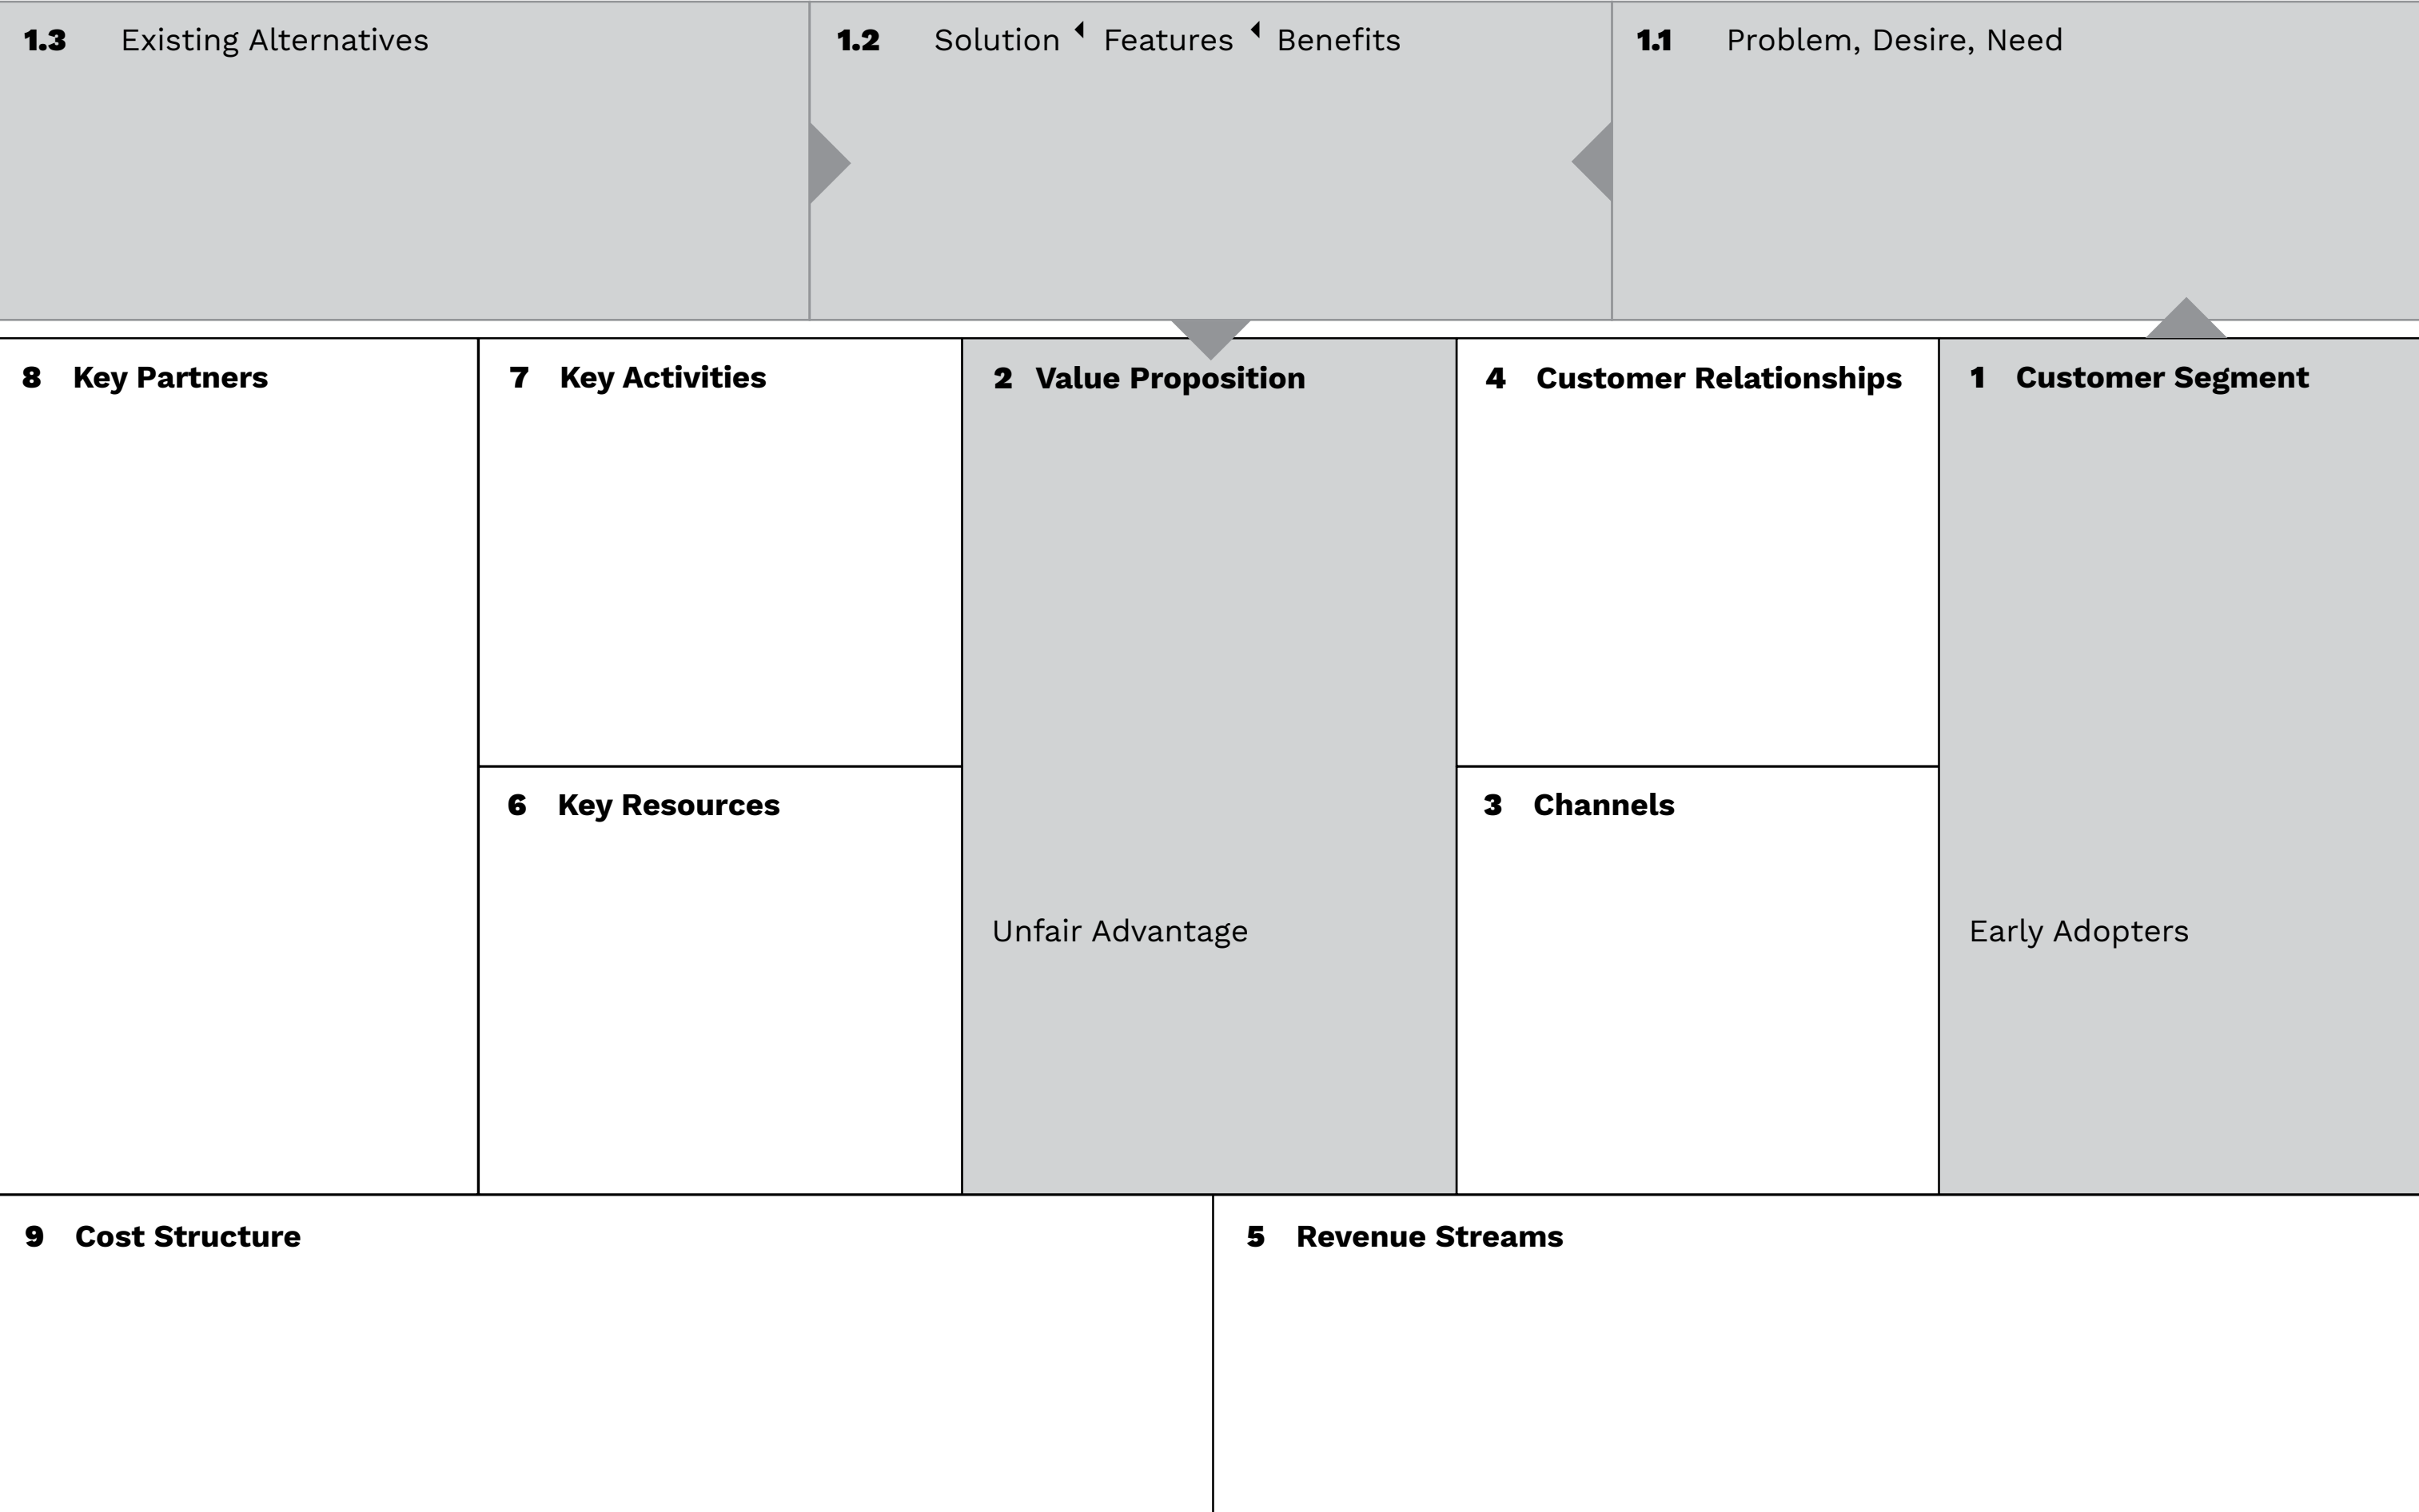 1.3 Existing Alternatives
1.2 Solution Features Benefits
1.1 Problem, Desire, Need
8 Key Partners
7 Key Activities
2 Value Proposition
4 Customer Relationships
1 Customer Segment
6 Key Resources
3 Channels
Unfair Advantage
Early Adopters
9 Cost Structure
5 Revenue Streams